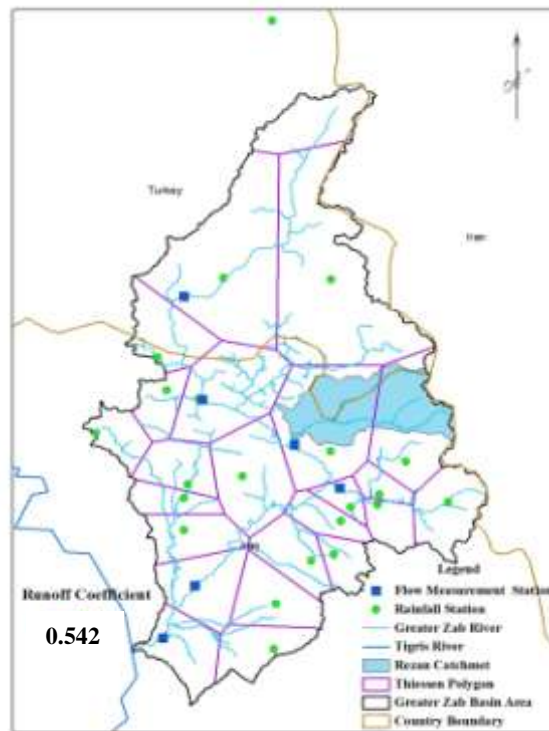 Turkey
Iran
Runoff Coefficient
0.542
Legend
Flow Measurement Station
Rainfall Station
Greater Zab River
Tigris River
Rezan Catchmet
Thiessen Polygon
Greater Zab Basin Area
Country Boundary